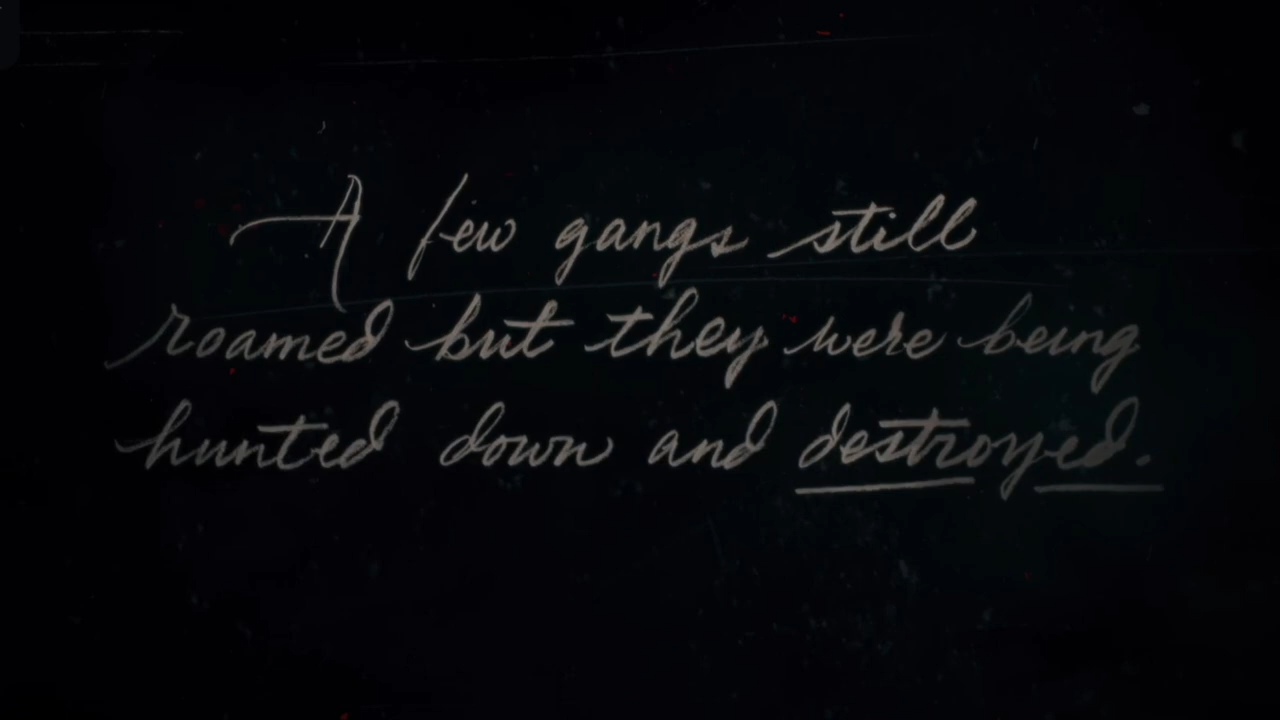 A few gangs still
roamed but they were being
hunted down and destroyed.